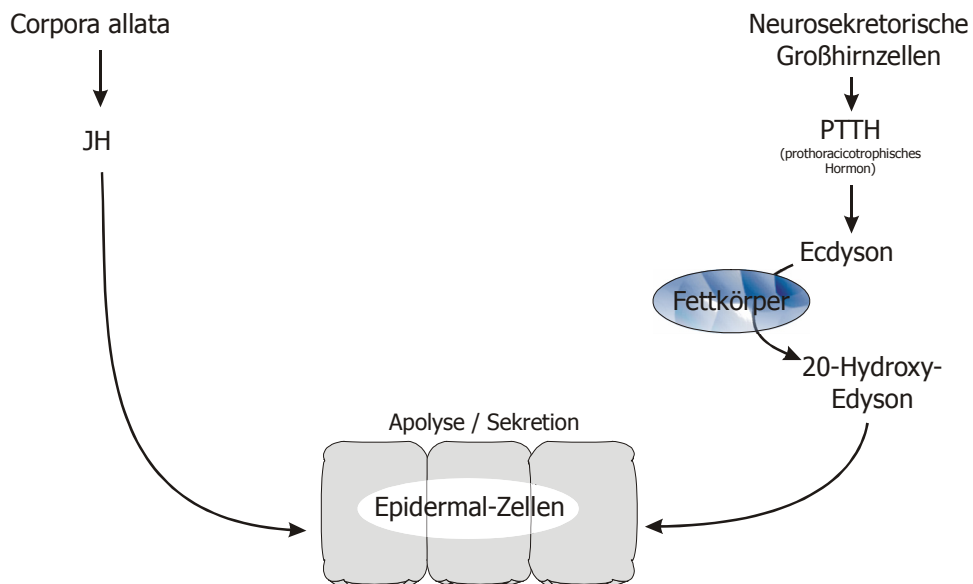 Corpora allata
JH
Neurosekretorische
Großhirnzellen
PTTH
(prothoracicotrophisches
Hormon)
Ecdyson
Fettkörper
20-Hydroxy-
Edyson
Apolyse / Sekretion
Epidermal-Zellen